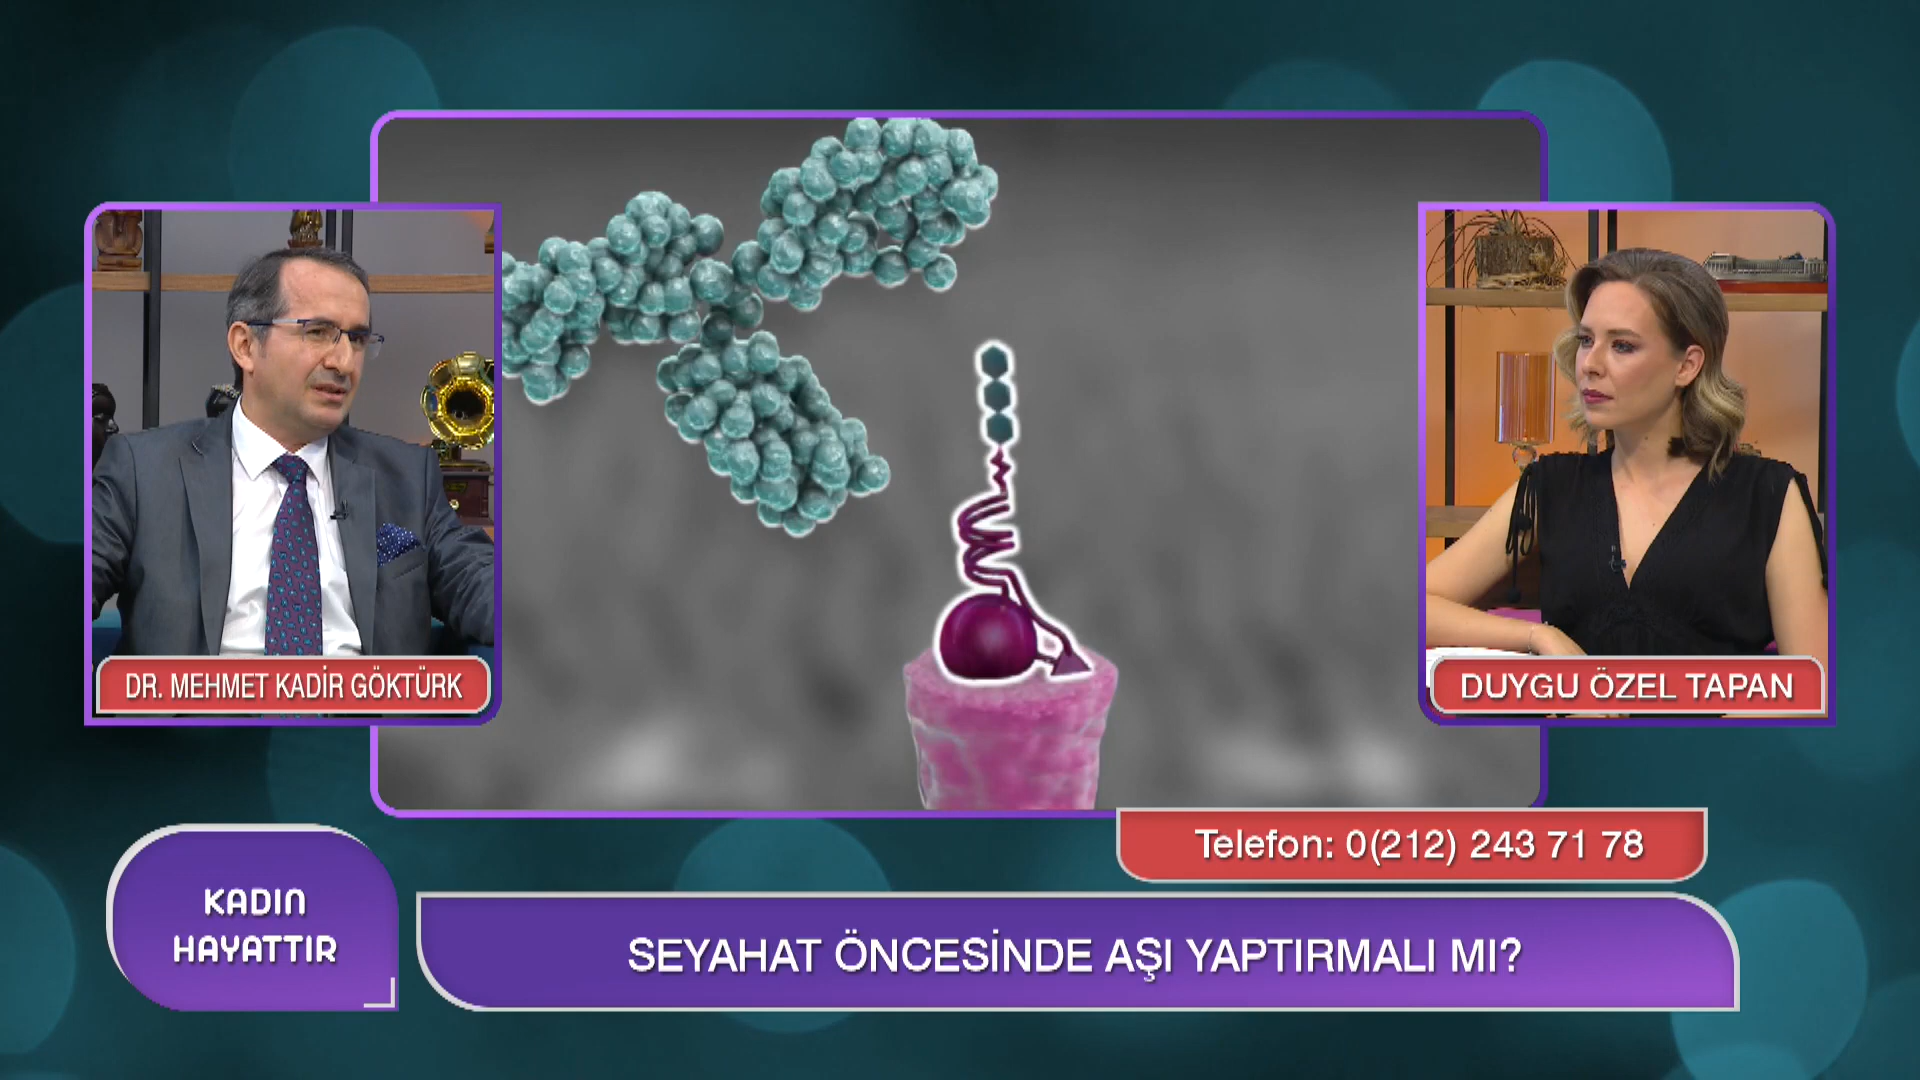 DR. MEHMET KADİR GÖKTÜRK
DUYGU ÖZEL TAPAN
Telefon: 0(212) 243 71 78
KADIN
HAYATTIR
SEYAHAT ÖNCESİNDE AŞI YAPTIRMALI MI?